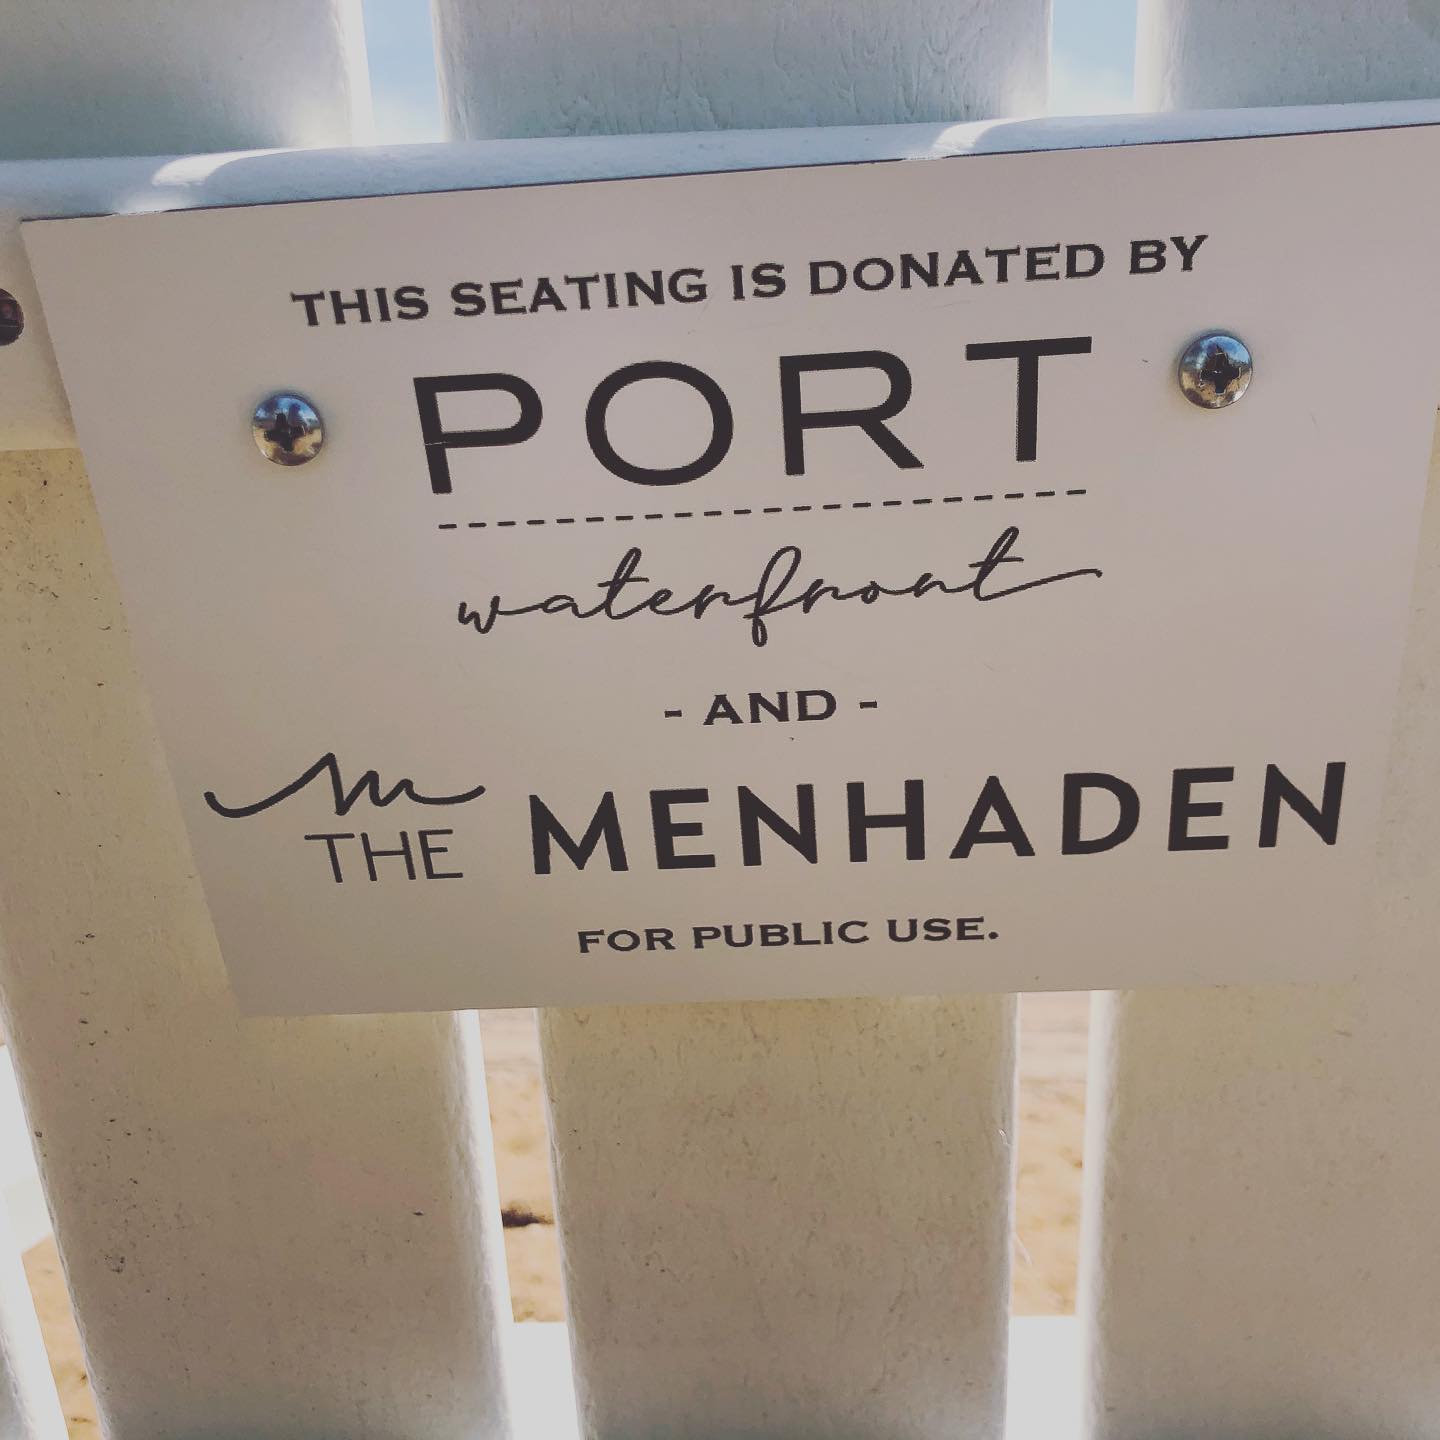 THIS SEATING IS DONATED BY
PORT
waterfront
- AND -
m
THE MENHADEN
FOR PUBLIC USE.